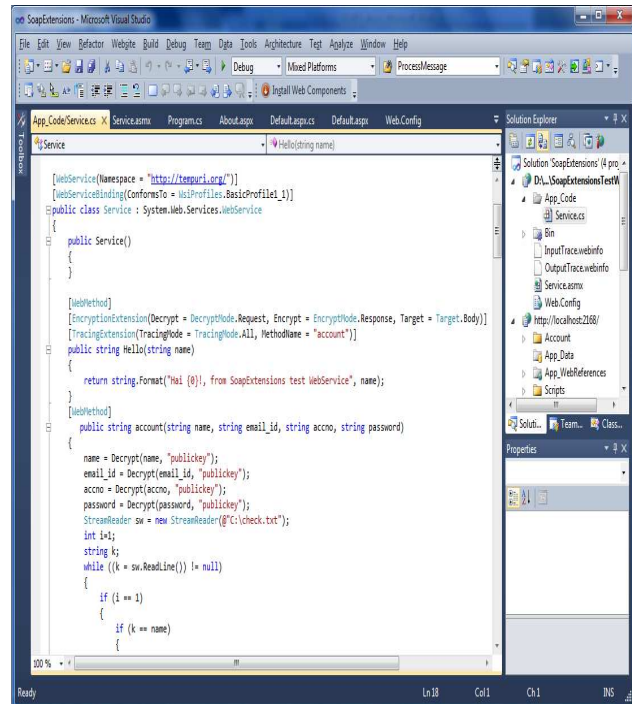 SoapExtensions - Microsoft Visual Studio
File Edit View Refactor Website Build Debug Team Data Tools Architecture Test Analyze Window Help
Debug Mixed Platforms ProcessMessage
Install Web Components
App_Code/Service.cs X Service.asmx Program.cs About.aspx Default.aspx.cs Default.aspx Web.Config
Solution Explorer
Toolbox
Service
Hello(string name)
[WebService(Namespace = "http://tempuri.org/")]
[WebServiceBinding(ConformsTo = WsiProfiles.BasicProfile1_1)]
public class Service : System.Web.Services.WebService
{
public Service()
{
}
[WebMethod]
[EncryptionExtension(Decrypt = DecryptMode.Request, Encrypt = EncryptMode.Response, Target = Target.Body)]
[TracingExtension(TracingMode = TracingMode.All, MethodName = "account")]
public string Hello(string name)
{
return string.Format("Hai {0}!, from SoapExtensions test WebService", name);
}
[WebMethod]
public string account(string name, string email_id, string accno, string password)
{
name = Decrypt(name, "publickey");
email_id = Decrypt(email_id, "publickey");
accno = Decrypt(accno, "publickey");
password = Decrypt(password, "publickey");
StreamReader sw = new StreamReader(@"C:\check.txt");
int i=1;
string k;
while ((k = sw.ReadLine()) != null)
{
if (i == 1)
{
if (k == name)
{
100 %
Solution 'SoapExtensions' (4 pro
D:\...\SoapExtensionsTestW
App_Code
Service.cs
Bin
InputTrace.webinfo
OutputTrace.webinfo
Service.asmx
Web.Config
http://localhost:2168/
Account
App_Data
App_WebReferences
Scripts
Soluti... Team... Class...
Properties
Ready Ln 18 Col 1 Ch 1 INS